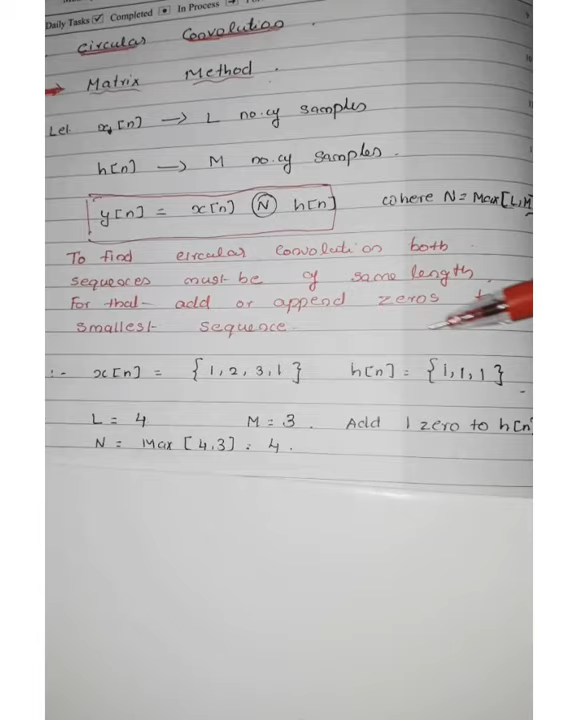 Daily Tasks ✓ Completed • In Process →
Circular Convolution.
→ Matrix Method.
Let x[n] → L no.of samples
h[n] → M no.of samples.
y[n] = x[n] Ⓝ h[n] where N = Max[L,M]
To find circular convolution both
sequences must be of same length.
For that add or append zeros
smallest sequence.
:- x[n] = {1,2,3,1} h[n] = {1,1,1}
L = 4 M = 3. Add 1 zero to h[n]
N = Max [4,3] = 4.